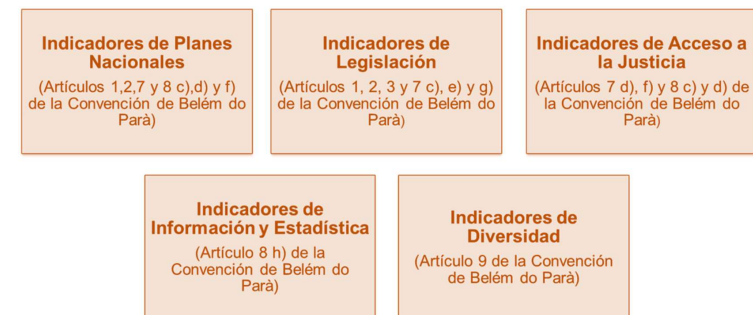 Indicadores de Planes
Nacionales
(Artículos 1,2,7 y 8 c),d) y f)
de la Convención de Belém do
Parà)
Indicadores de
Legislación
(Artículos 1, 2, 3 y 7 c), e) y g)
de la Convención de Belém do
Parà)
Indicadores de Acceso a
la Justicia
(Artículos 7 d), f) y 8 c) y d) de
la Convención de Belém do
Parà)
Indicadores de
Información y Estadística
(Artículo 8 h) de la
Convención de Belém do
Parà)
Indicadores de
Diversidad
(Artículo 9 de la Convención
de Belém do Parà)